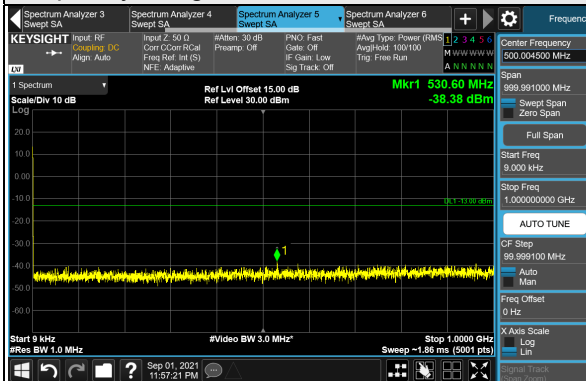 Spectrum Analyzer 3
Swept SA
Spectrum Analyzer 4
Swept SA
Spectrum Analyzer 5
Swept SA
Spectrum Analyzer 6
Swept SA
+
Frequen
KEYSIGHT
Input: RF
Coupling: DC
Align: Auto
LXI
Input Z: 50 Ω
Corr CCorr RCal
Freq Ref: Int (S)
NFE: Adaptive
#Atten: 30 dB
Preamp: Off
PNO: Fast
Gate: Off
IF Gain: Low
Sig Track: Off
#Avg Type: Power (RMS
Avg|Hold: 100/100
Trig: Free Run
1 2 3 4 5 6
M W W W W W
A N N N N N
1 Spectrum
Scale/Div 10 dB
Log
Ref Lvl Offset 15.00 dB
Ref Level 30.00 dBm
Mkr1 530.60 MHz
-38.38 dBm
20.0
10.0
0.00
-10.0
DL1 -13.00 dBm
-20.0
-30.0
1
-40.0
-50.0
-60.0
Start 9 kHz
#Res BW 1.0 MHz
#Video BW 3.0 MHz*
Stop 1.0000 GHz
Sweep ~1.86 ms (5001 pts)
?
Sep 01, 2021
11:57:21 PM
Center Frequency
500.004500 MHz
Span
999.991000 MHz
Swept Span
Zero Span
Full Span
Start Freq
9.000 kHz
Stop Freq
1.000000000 GHz
AUTO TUNE
CF Step
99.999100 MHz
Auto
Man
Freq Offset
0 Hz
X Axis Scale
Log
Lin
Signal Track
(Span Zoom)